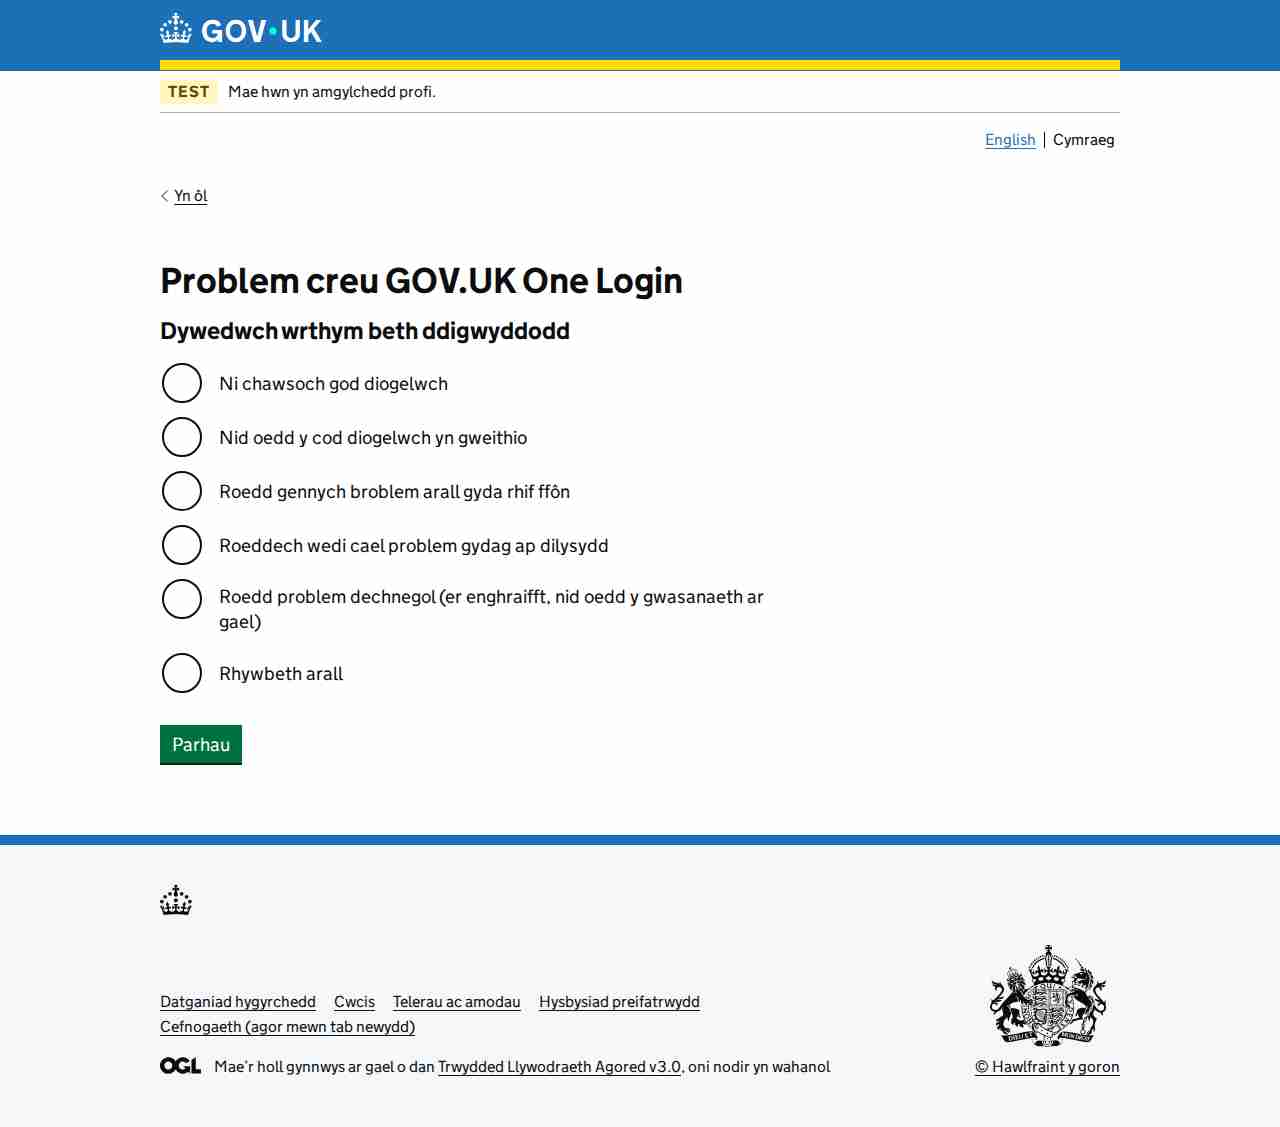 GOV·UK
TEST Mae hwn yn amgylchedd profi.
English | Cymraeg
Yn ôl
Problem creu GOV.UK One Login
Dywedwch wrthym beth ddigwyddodd
Ni chawsoch god diogelwch
Nid oedd y cod diogelwch yn gweithio
Roedd gennych broblem arall gyda rhif ffôn
Roeddech wedi cael problem gydag ap dilysydd
Roedd problem dechnegol (er enghraifft, nid oedd y gwasanaeth ar
gael)
Rhywbeth arall
Parhau
Datganiad hygyrchedd Cwcis Telerau ac amodau Hysbysiad preifatrwydd
Cefnogaeth (agor mewn tab newydd)
OGL Mae'r holl gynnwys ar gael o dan Trwydded Llywodraeth Agored v3.0, oni nodir yn wahanol
© Hawlfraint y goron